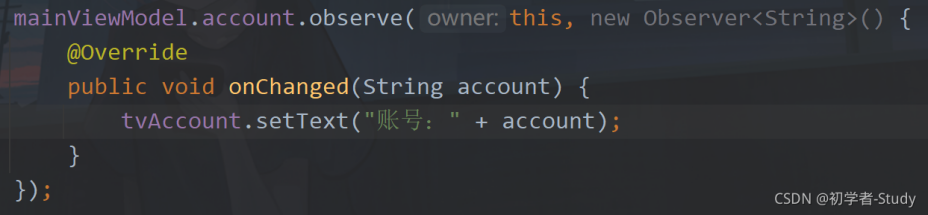 mainViewModel.account.observe( owner: this, new Observer<String>() {
@Override
public void onChanged(String account) {
tvAccount.setText("账号：" + account);
}
});
CSDN @初学者-Study